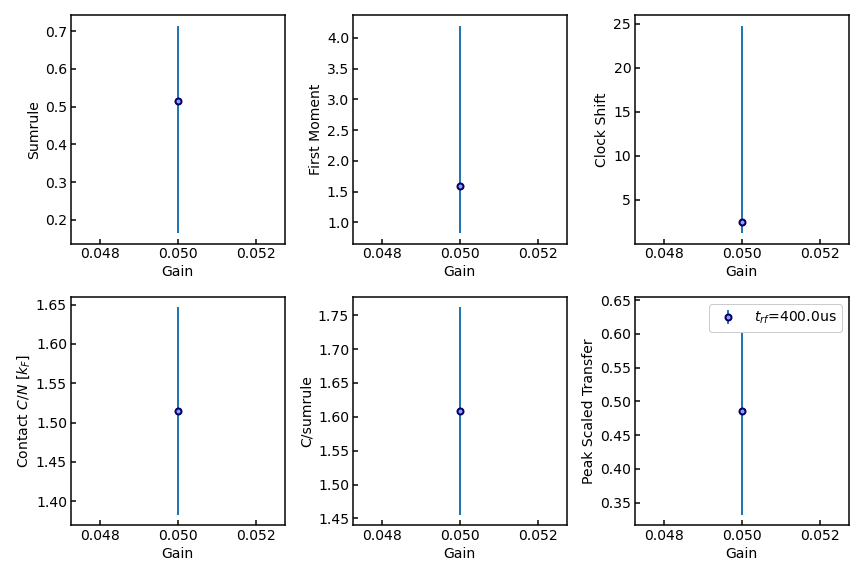 0.7
0.6
0.5
0.4
0.3
0.2
Sumrule
0.048 0.050 0.052
Gain
4.0
3.5
3.0
2.5
2.0
1.5
1.0
First Moment
0.048 0.050 0.052
Gain
25
20
15
10
5
Clock Shift
0.048 0.050 0.052
Gain
1.65
1.60
1.55
1.50
1.45
1.40
Contact C/N [k_F]
0.048 0.050 0.052
Gain
1.75
1.70
1.65
1.60
1.55
1.50
1.45
C/sumrule
0.048 0.050 0.052
Gain
0.65
0.60
0.55
0.50
0.45
0.40
0.35
Peak Scaled Transfer
t_rf=400.0us
0.048 0.050 0.052
Gain